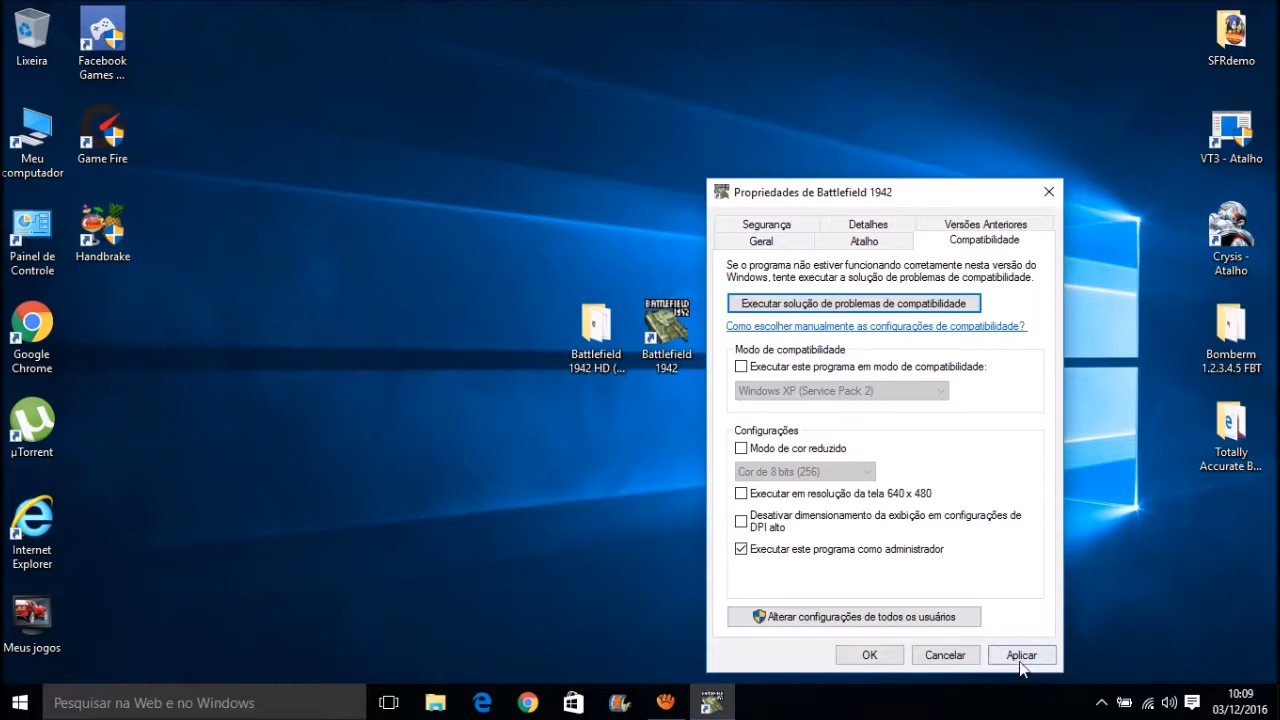 Lixeira
Facebook
Games ...
Meu
computador
Game Fire
Painel de
Controle
Handbrake
Google
Chrome
µTorrent
Internet
Explorer
Meus jogos
Battlefield
1942 HD (...
BATTLEFIELD
1942
Battlefield
1942
SFRdemo
VT3 - Atalho
Crysis -
Atalho
Bomberm
1.2.3.4.5 FBT
Totally
Accurate B...
Propriedades de Battlefield 1942
Segurança
Detalhes
Versões Anteriores
Geral
Atalho
Compatibilidade
Se o programa não estiver funcionando corretamente nesta versão do
Windows, tente executar a solução de problemas de compatibilidade.
Executar solução de problemas de compatibilidade
Como escolher manualmente as configurações de compatibilidade?
Modo de compatibilidade
Executar este programa em modo de compatibilidade:
Windows XP (Service Pack 2)
Configurações
Modo de cor reduzido
Cor de 8 bits (256)
Executar em resolução da tela 640 x 480
Desativar dimensionamento da exibição em configurações de
DPI alto
Executar este programa como administrador
Alterar configurações de todos os usuários
OK
Cancelar
Aplicar
Pesquisar na Web e no Windows
10:09
03/12/2016